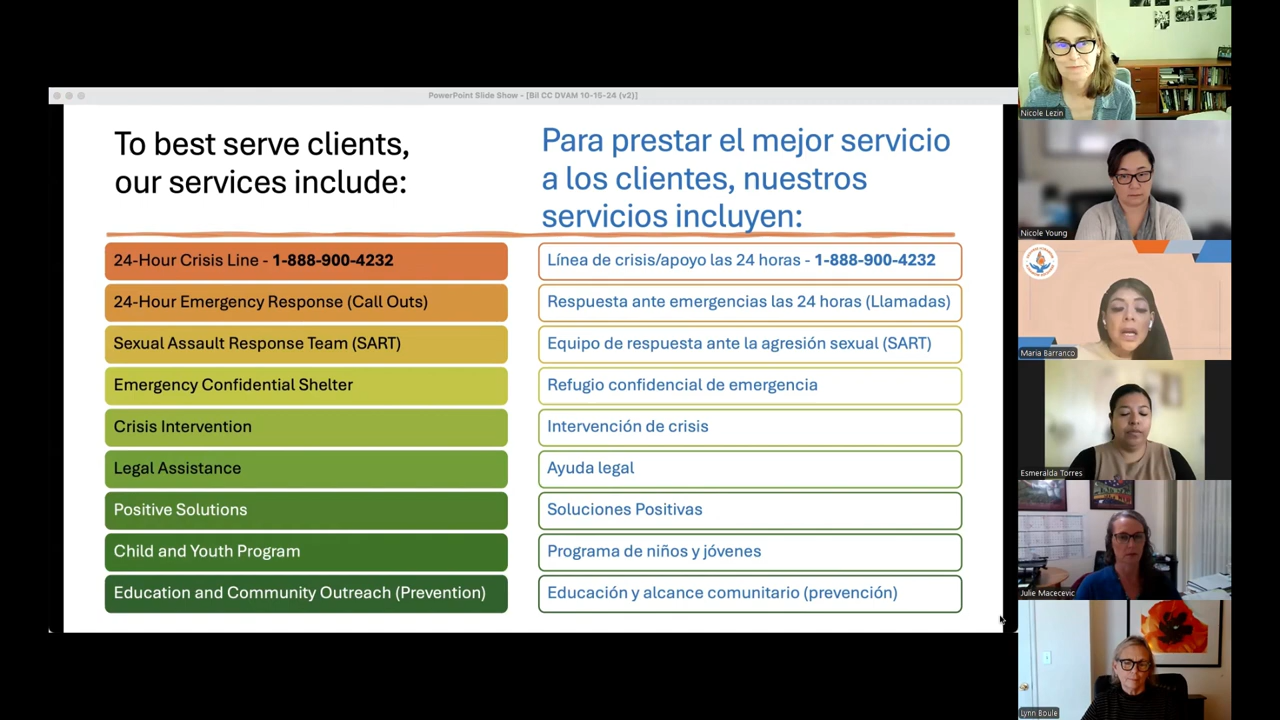 PowerPoint Slide Show - [Bil CC DVAM 10-15-24 (v2)]
To best serve clients,
our services include:
Para prestar el mejor servicio
a los clientes, nuestros
servicios incluyen:
24-Hour Crisis Line - 1-888-900-4232
Línea de crisis/apoyo las 24 horas - 1-888-900-4232
24-Hour Emergency Response (Call Outs)
Respuesta ante emergencias las 24 horas (Llamadas)
Sexual Assault Response Team (SART)
Equipo de respuesta ante la agresión sexual (SART)
Emergency Confidential Shelter
Refugio confidencial de emergencia
Crisis Intervention
Intervención de crisis
Legal Assistance
Ayuda legal
Positive Solutions
Soluciones Positivas
Child and Youth Program
Programa de niños y jóvenes
Education and Community Outreach (Prevention)
Educación y alcance comunitario (prevención)
Nicole Lezin
Nicole Young
Maria Barranco
Esmeralda Torres
Julie Macecevic
Lynn Boule